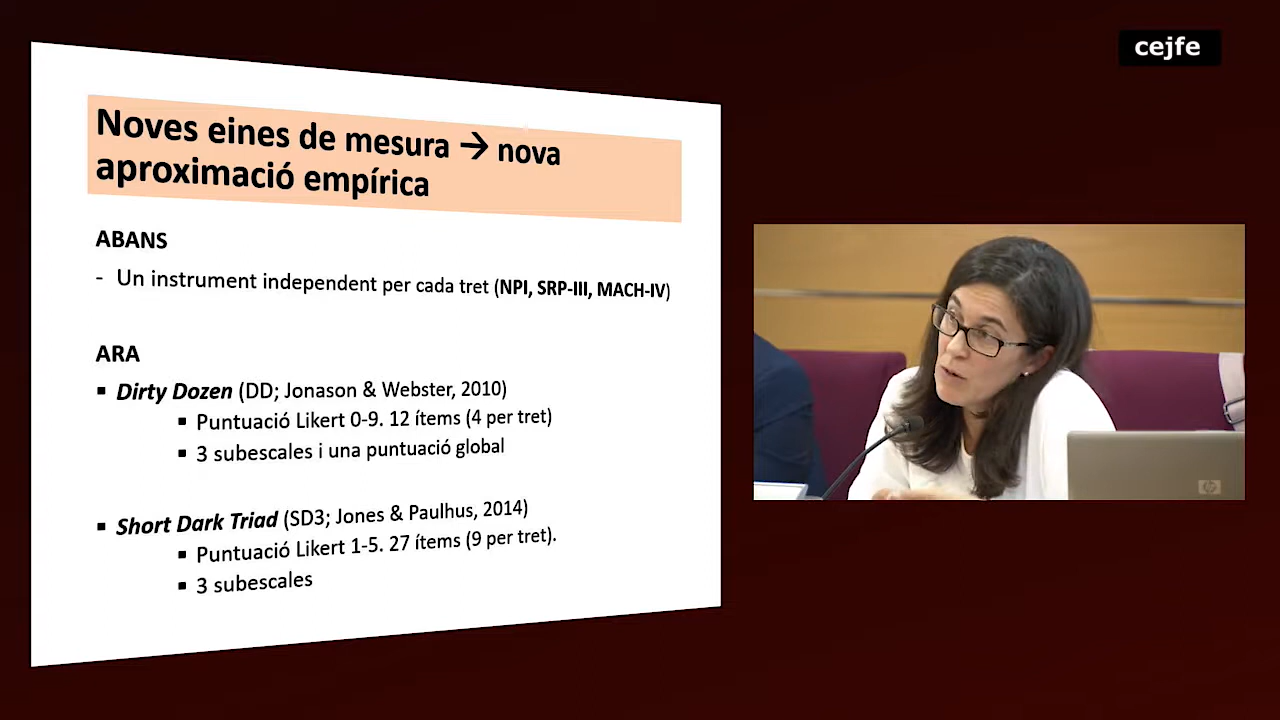 cejfe
Noves eines de mesura → nova
aproximació empírica
ABANS
- Un instrument independent per cada tret (NPI, SRP-III, MACH-IV)
ARA
▪ Dirty Dozen (DD; Jonason & Webster, 2010)
▪ Puntuació Likert 0-9. 12 ítems (4 per tret)
▪ 3 subescales i una puntuació global
▪ Short Dark Triad (SD3; Jones & Paulhus, 2014)
▪ Puntuació Likert 1-5. 27 ítems (9 per tret).
▪ 3 subescales
hp